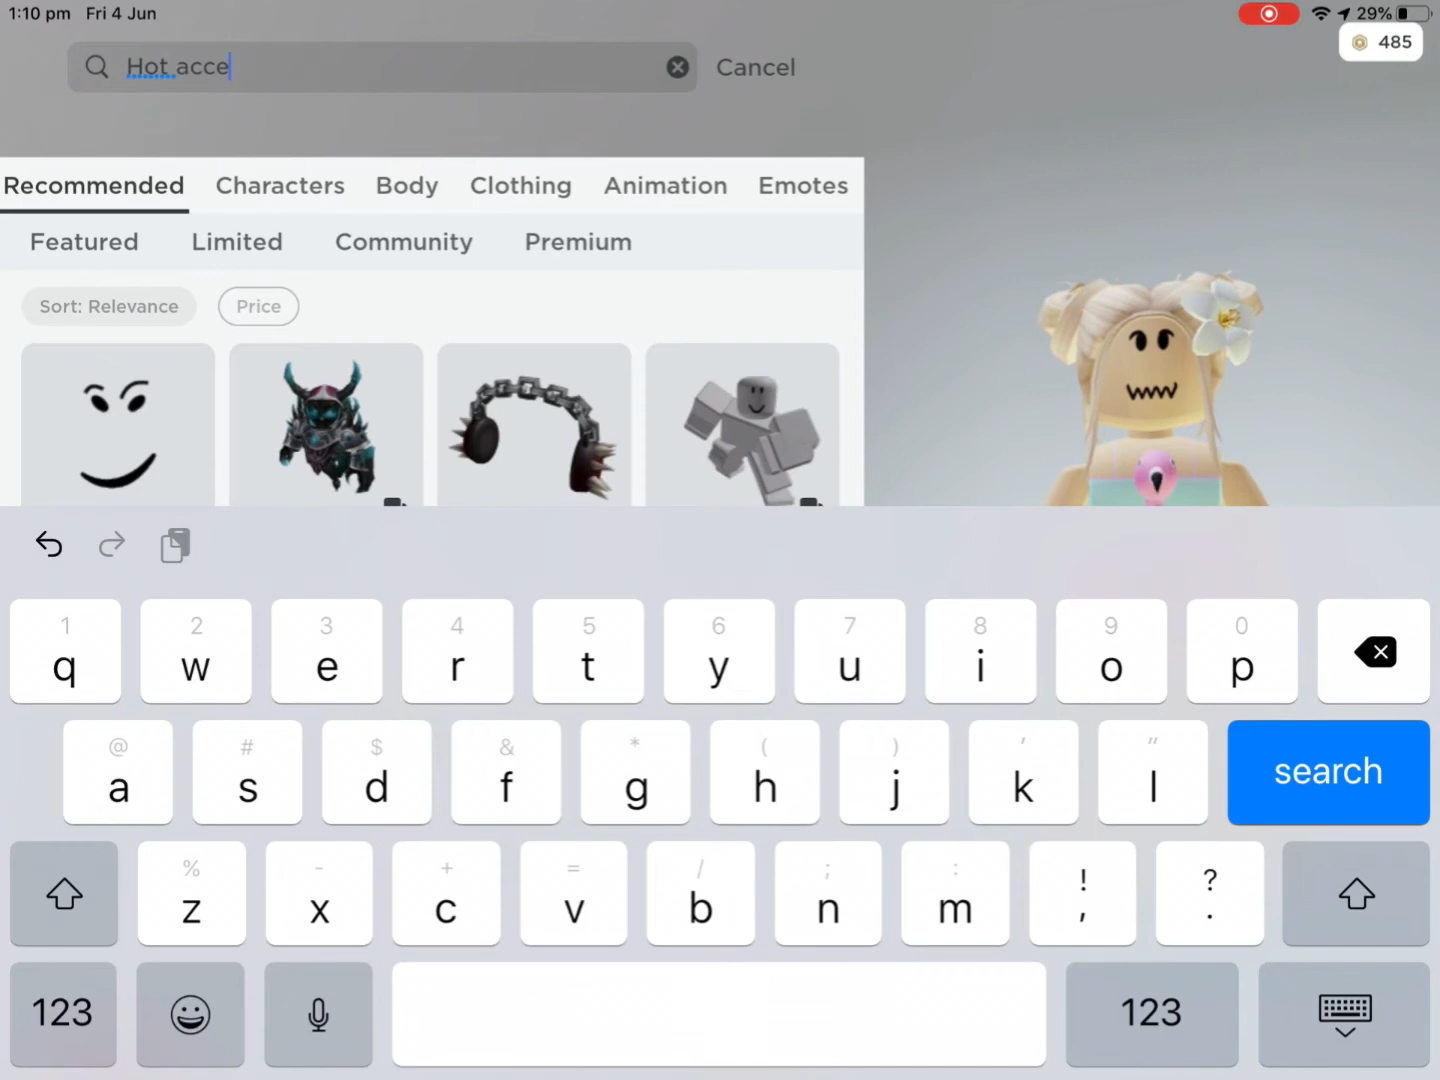 1:10 pm Fri 4 Jun
29%
485
Hot acce
Cancel
Recommended Characters Body Clothing Animation Emotes
Featured Limited Community Premium
Sort: Relevance Price
1 2 3 4 5 6 7 8 9 0
q w e r t y u i o p
@ # $ & * ( ) ' "
a s d f g h j k l
search
% - + = / ; : ! ?
z x c v b n m , .
123 123